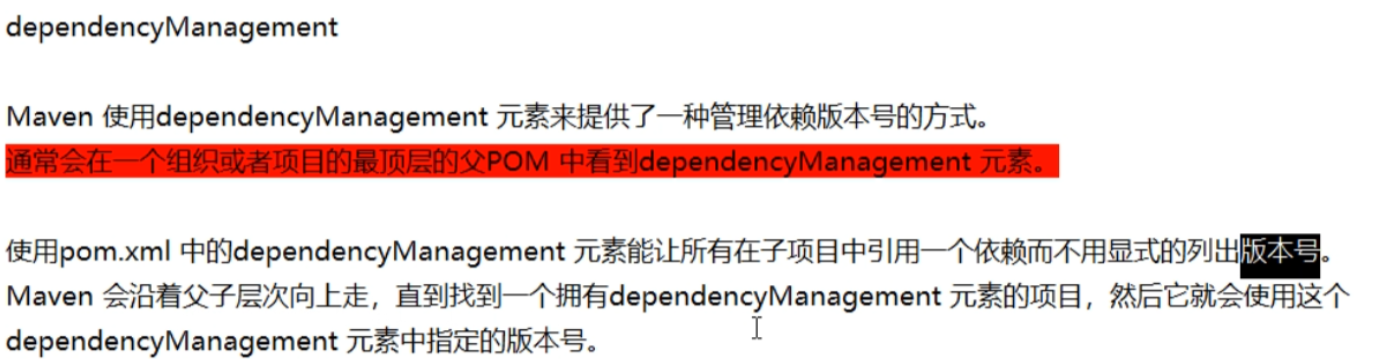 dependencyManagement
Maven 使用dependencyManagement 元素来提供了一种管理依赖版本号的方式。
通常会在一个组织或者项目的最顶层的父POM 中看到dependencyManagement 元素。
使用pom.xml 中的dependencyManagement 元素能让所有在子项目中引用一个依赖而不用显式的列出版本号。
Maven 会沿着父子层次向上走，直到找到一个拥有dependencyManagement 元素的项目，然后它就会使用这个
dependencyManagement 元素中指定的版本号。